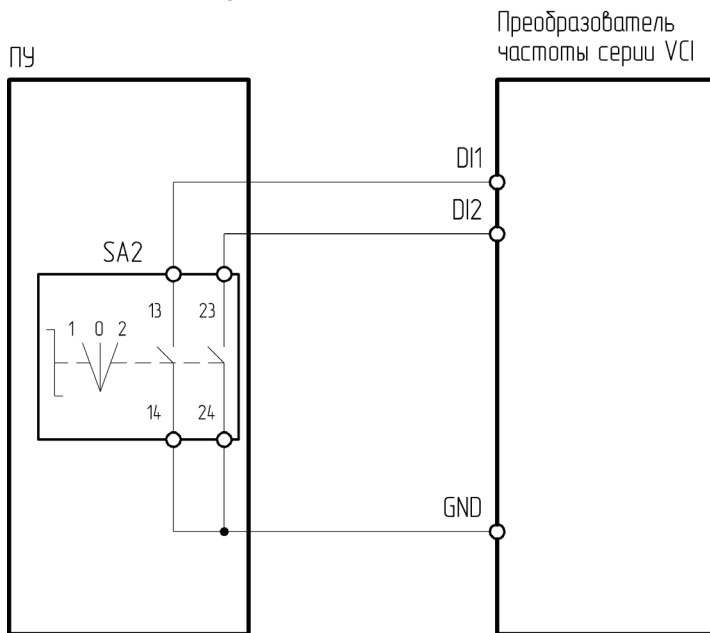 Преобразователь
частоты серии VCI
ПУ
DI1
DI2
SA2
13 23
1 0 2
14 24
GND